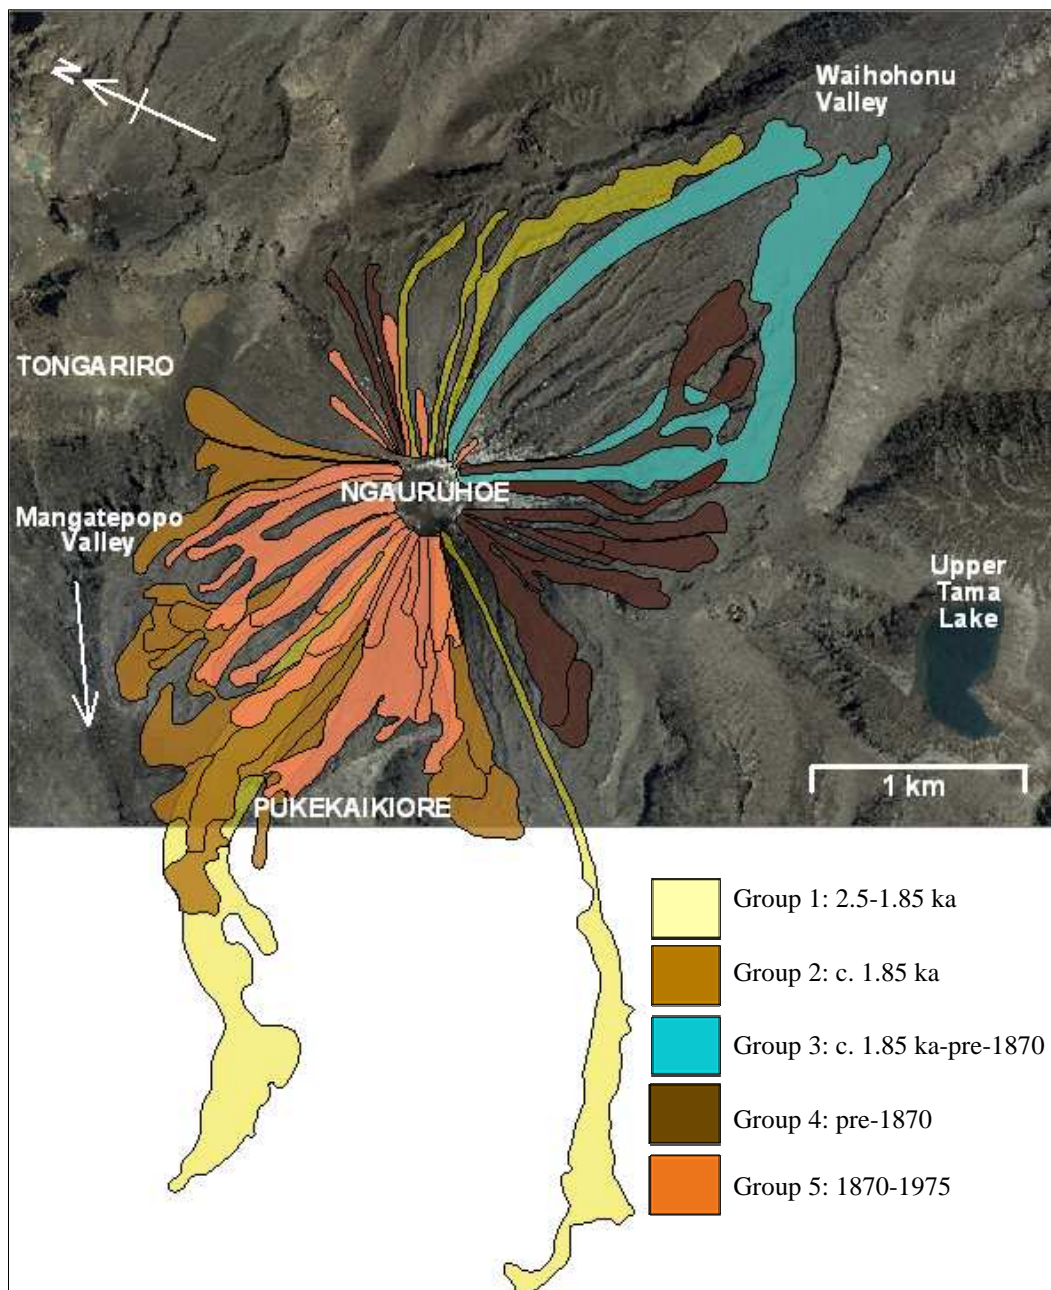 N
Waihohonu
Valley
TONGARIRO
NGAURUHOE
Mangatepopo
Valley
Upper
Tama
Lake
1 km
PUKEKAIKIORE
Group 1: 2.5-1.85 ka
Group 2: c. 1.85 ka
Group 3: c. 1.85 ka-pre-1870
Group 4: pre-1870
Group 5: 1870-1975